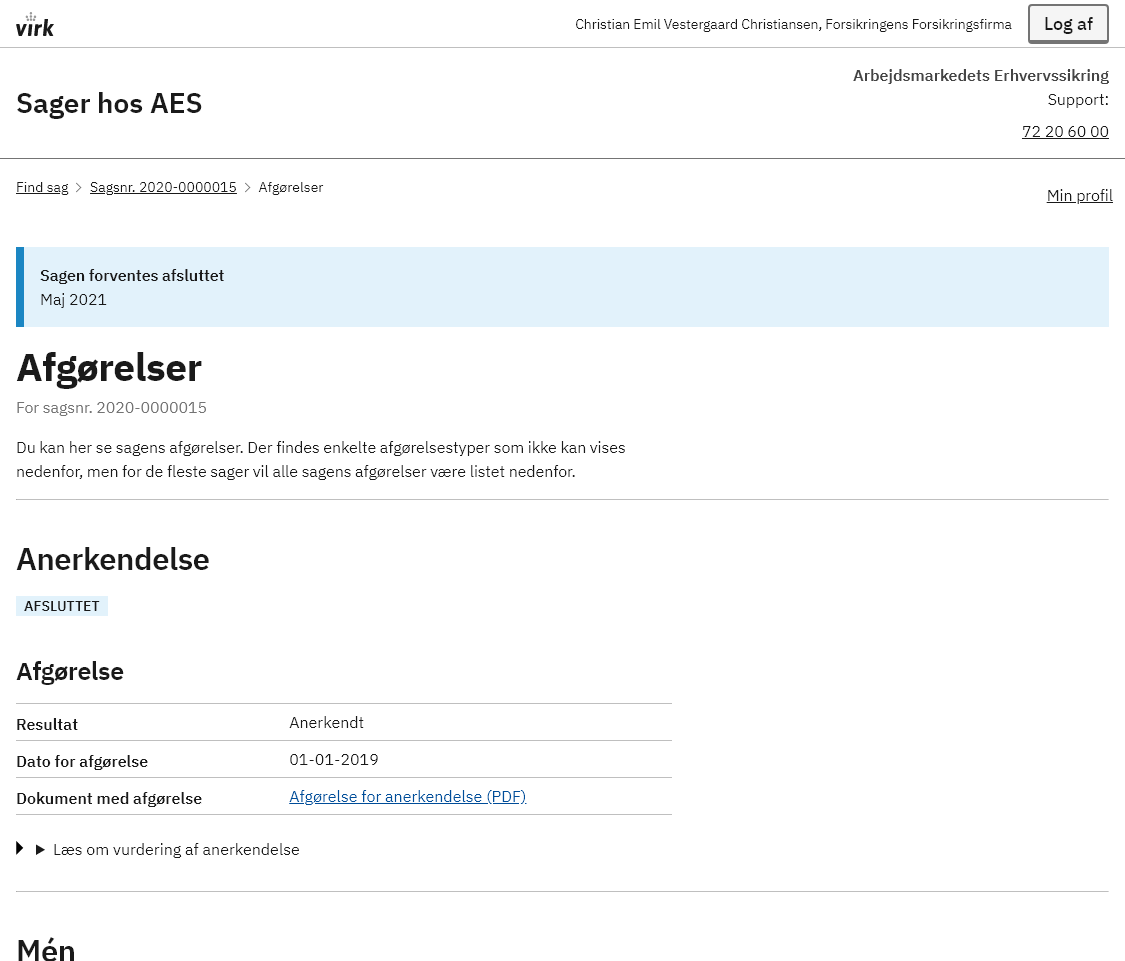 virk
Christian Emil Vestergaard Christiansen, Forsikringens Forsikringsfirma
Log af
Sager hos AES
Arbejdsmarkedets Erhvervssikring
Support:
72 20 60 00
Find sag > Sagsnr. 2020-0000015 > Afgørelser
Min profil
Sagen forventes afsluttet
Maj 2021
Afgørelser
For sagsnr. 2020-0000015
Du kan her se sagens afgørelser. Der findes enkelte afgørelsestyper som ikke kan vises
nedenfor, men for de fleste sager vil alle sagens afgørelser være listet nedenfor.
Anerkendelse
AFSLUTTET
Afgørelse
Resultat Anerkendt
Dato for afgørelse 01-01-2019
Dokument med afgørelse Afgørelse for anerkendelse (PDF)
Læs om vurdering af anerkendelse
Mén